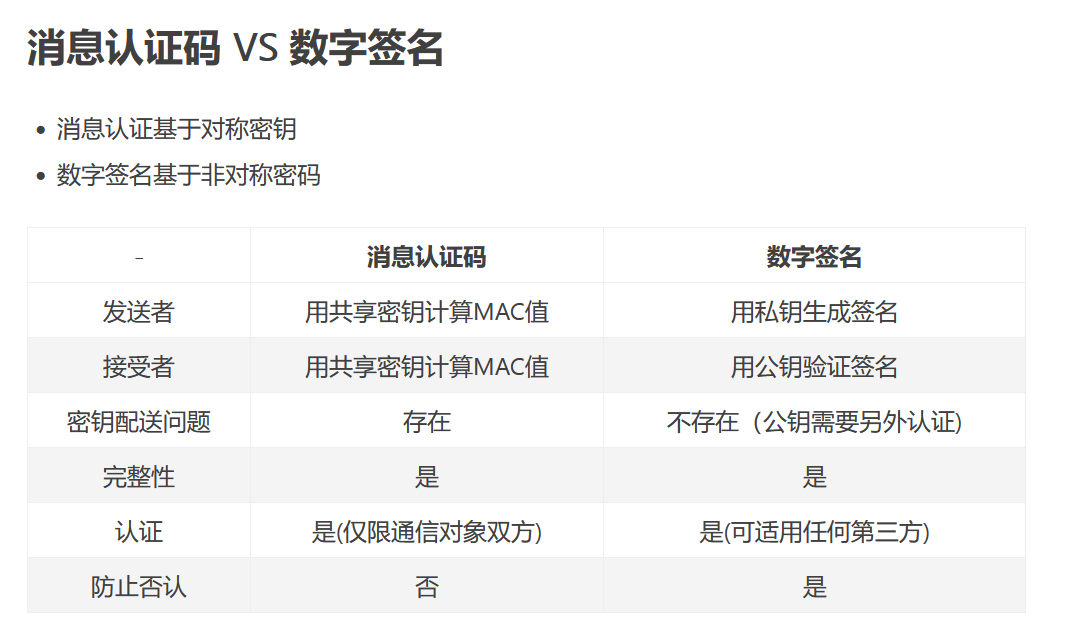 消息认证码 VS 数字签名
• 消息认证基于对称密钥
• 数字签名基于非对称密码
– 消息认证码 数字签名
发送者 用共享密钥计算MAC值 用私钥生成签名
接受者 用共享密钥计算MAC值 用公钥验证签名
密钥配送问题 存在 不存在（公钥需要另外认证)
完整性 是 是
认证 是(仅限通信对象双方) 是(可适用任何第三方)
防止否认 否 是